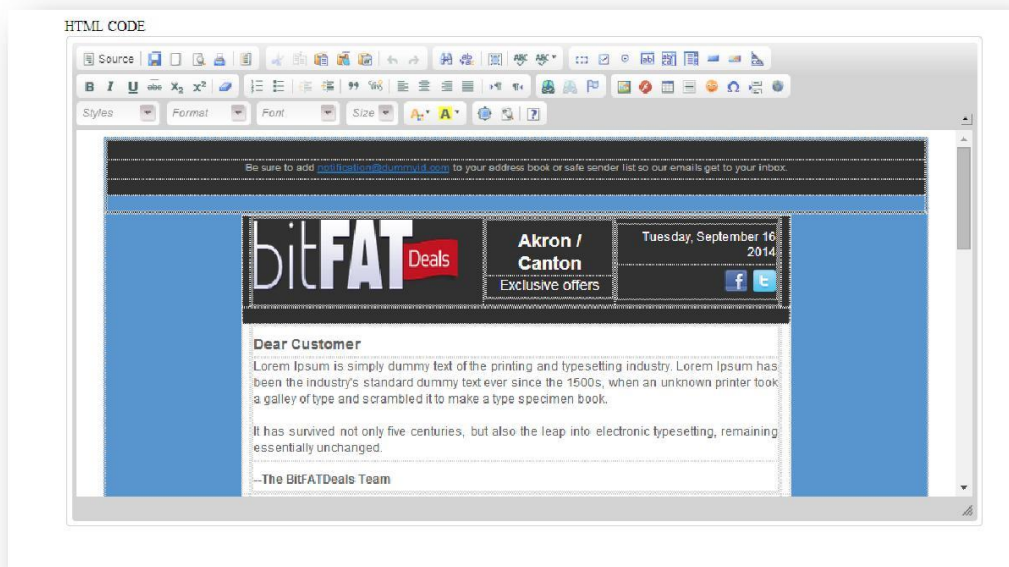 HTML CODE
Source
B I U abc X₂ X²
Styles Format Font Size A A
Be sure to add notification@dummyid.com to your address book or safe sender list so our emails get to your inbox.
bitFAT Deals
Akron /
Canton
Exclusive offers
Tuesday, September 16
2014
f t
Dear Customer
Lorem Ipsum is simply dummy text of the printing and typesetting industry. Lorem Ipsum has
been the industry's standard dummy text ever since the 1500s, when an unknown printer took
a galley of type and scrambled it to make a type specimen book.
It has survived not only five centuries, but also the leap into electronic typesetting, remaining
essentially unchanged.
--The BitFATDeals Team